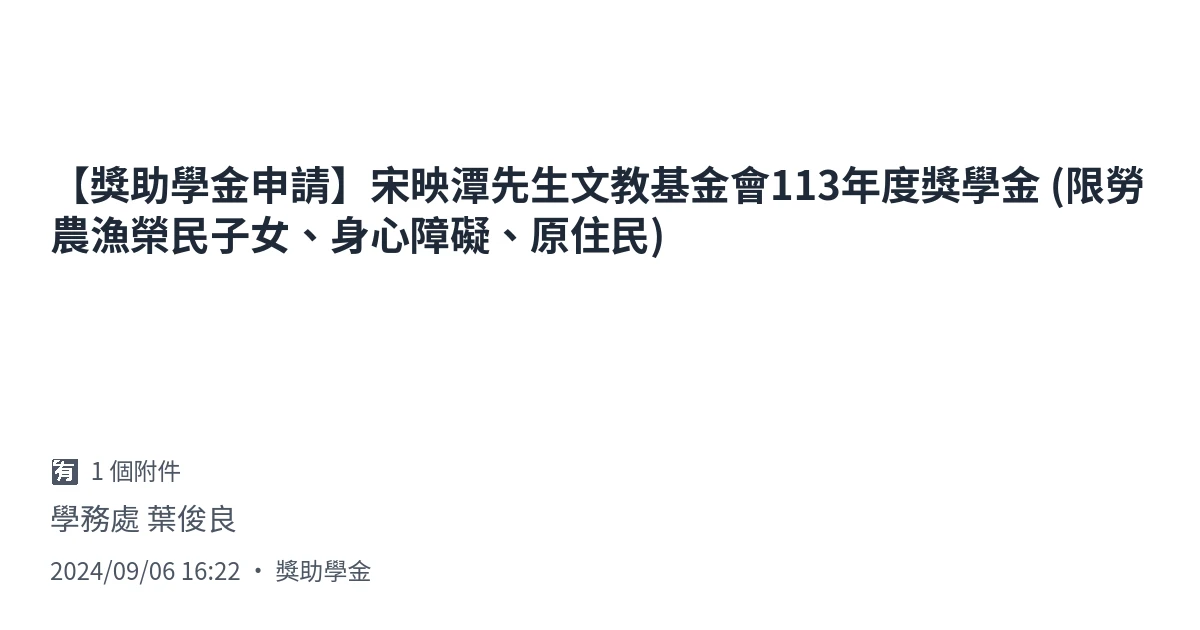 【獎助學金申請】宋映潭先生文教基金會113年度獎學金 (限勞
農漁榮民子女、身心障礙、原住民)
有 1 個附件
學務處 葉俊良
2024/09/06 16:22 • 獎助學金